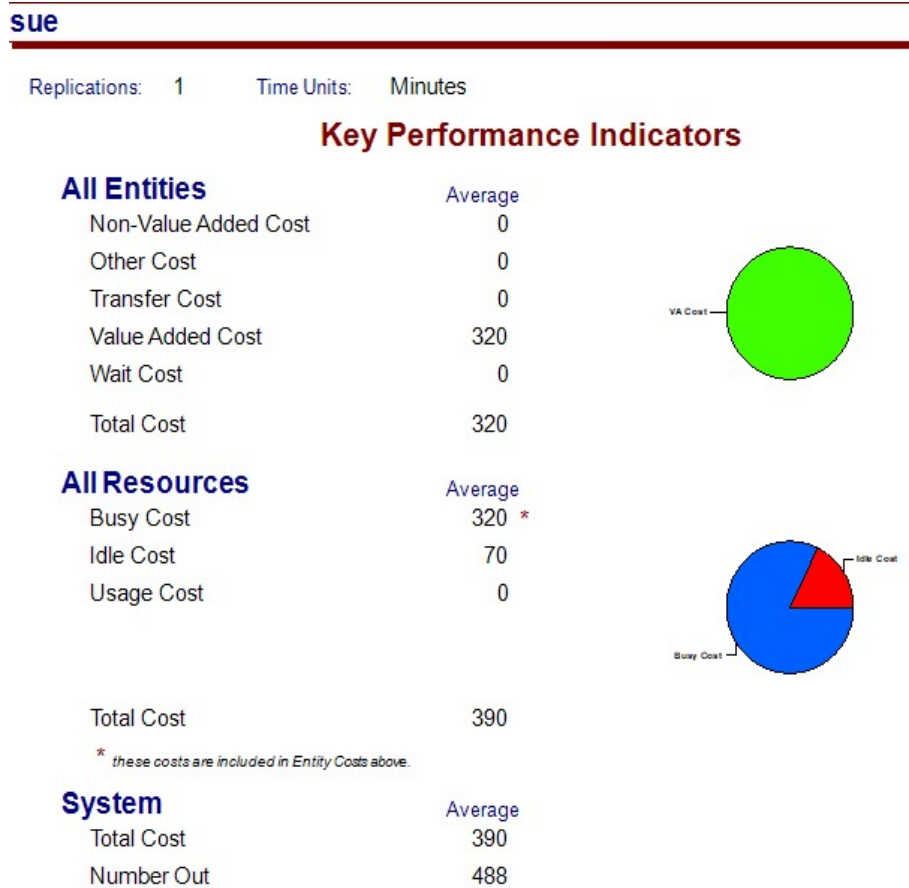 sue
Replications: 1 Time Units: Minutes
Key Performance Indicators
All Entities Average
Non-Value Added Cost 0
Other Cost 0
Transfer Cost 0
VA Cost
Value Added Cost 320
Wait Cost 0
Total Cost 320
All Resources Average
Busy Cost 320 *
Idle Cost 70
Idle Cost
Usage Cost 0
Busy Cost
Total Cost 390
* these costs are included in Entity Costs above.
System Average
Total Cost 390
Number Out 488